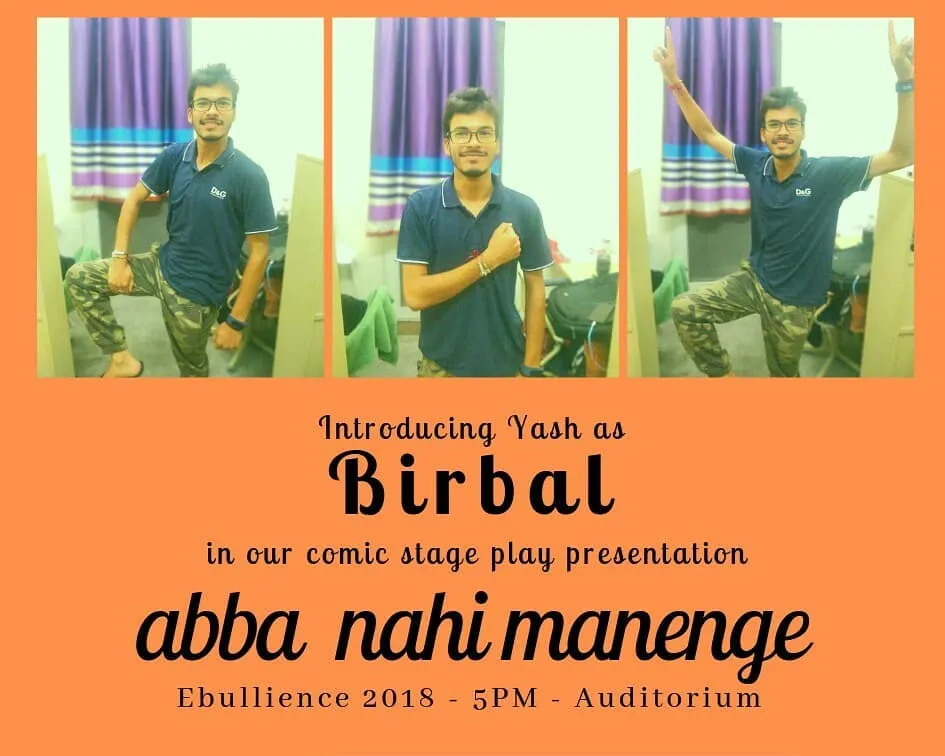 D&G
D&G
Introducing Yash as
Birbal
in our comic stage play presentation
abba nahi manenge
Ebullience 2018 - 5PM - Auditorium